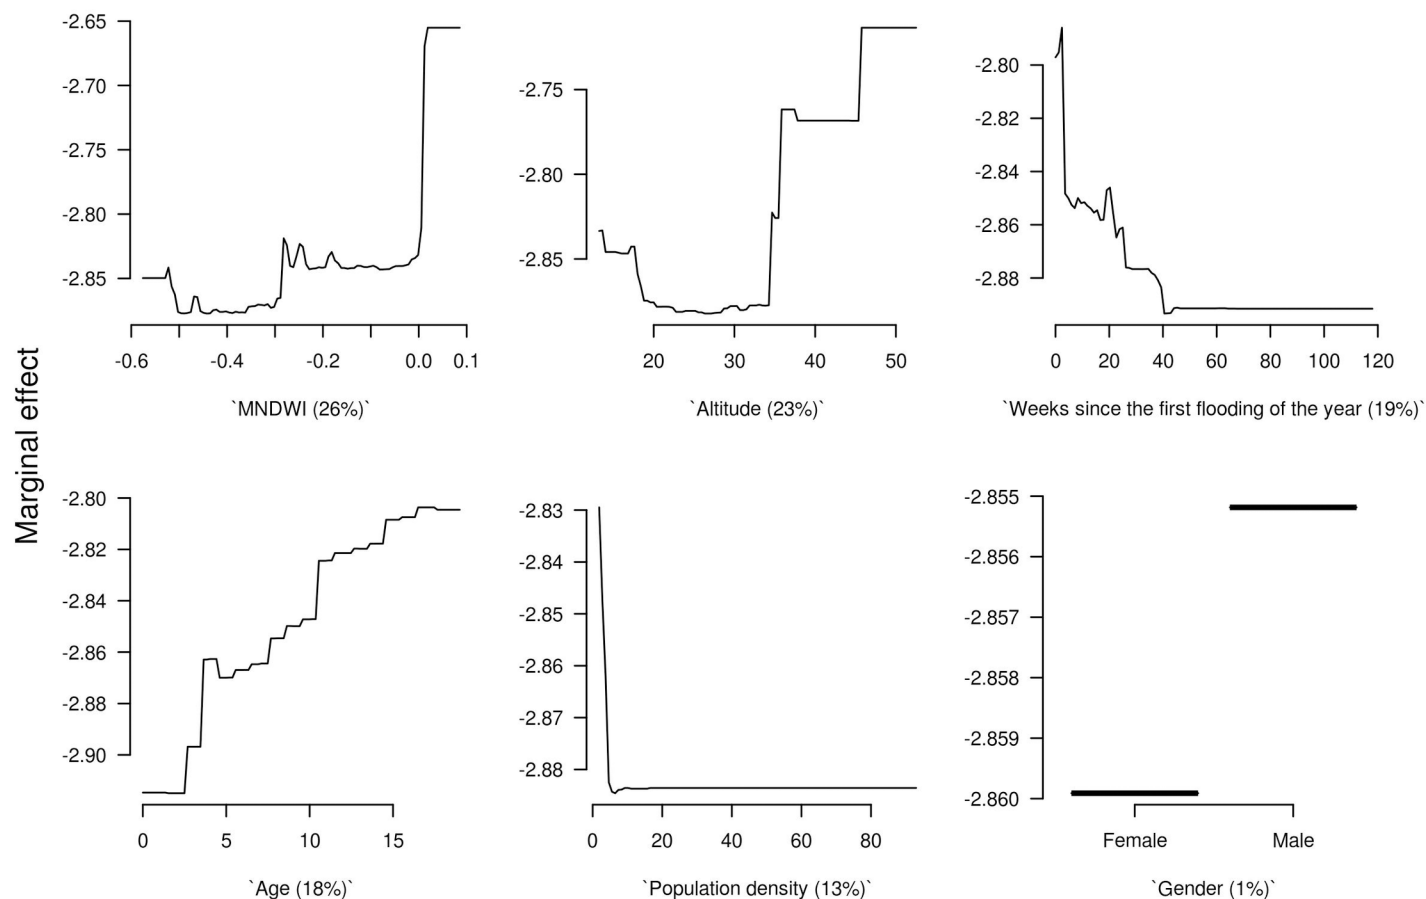 Marginal effect
-2.65
-2.70
-2.75
-2.80
-2.85
-0.6 -0.4 -0.2 0.0 0.1
`MNDWI (26%)`
-2.75
-2.80
-2.85
20 30 40 50
`Altitude (23%)`
-2.80
-2.82
-2.84
-2.86
-2.88
0 20 40 60 80 100 120
`Weeks since the first flooding of the year (19%)`
-2.80
-2.82
-2.84
-2.86
-2.88
-2.90
0 5 10 15
`Age (18%)`
-2.83
-2.84
-2.85
-2.86
-2.87
-2.88
0 20 40 60 80
`Population density (13%)`
-2.855
-2.856
-2.857
-2.858
-2.859
-2.860
Female Male
`Gender (1%)`